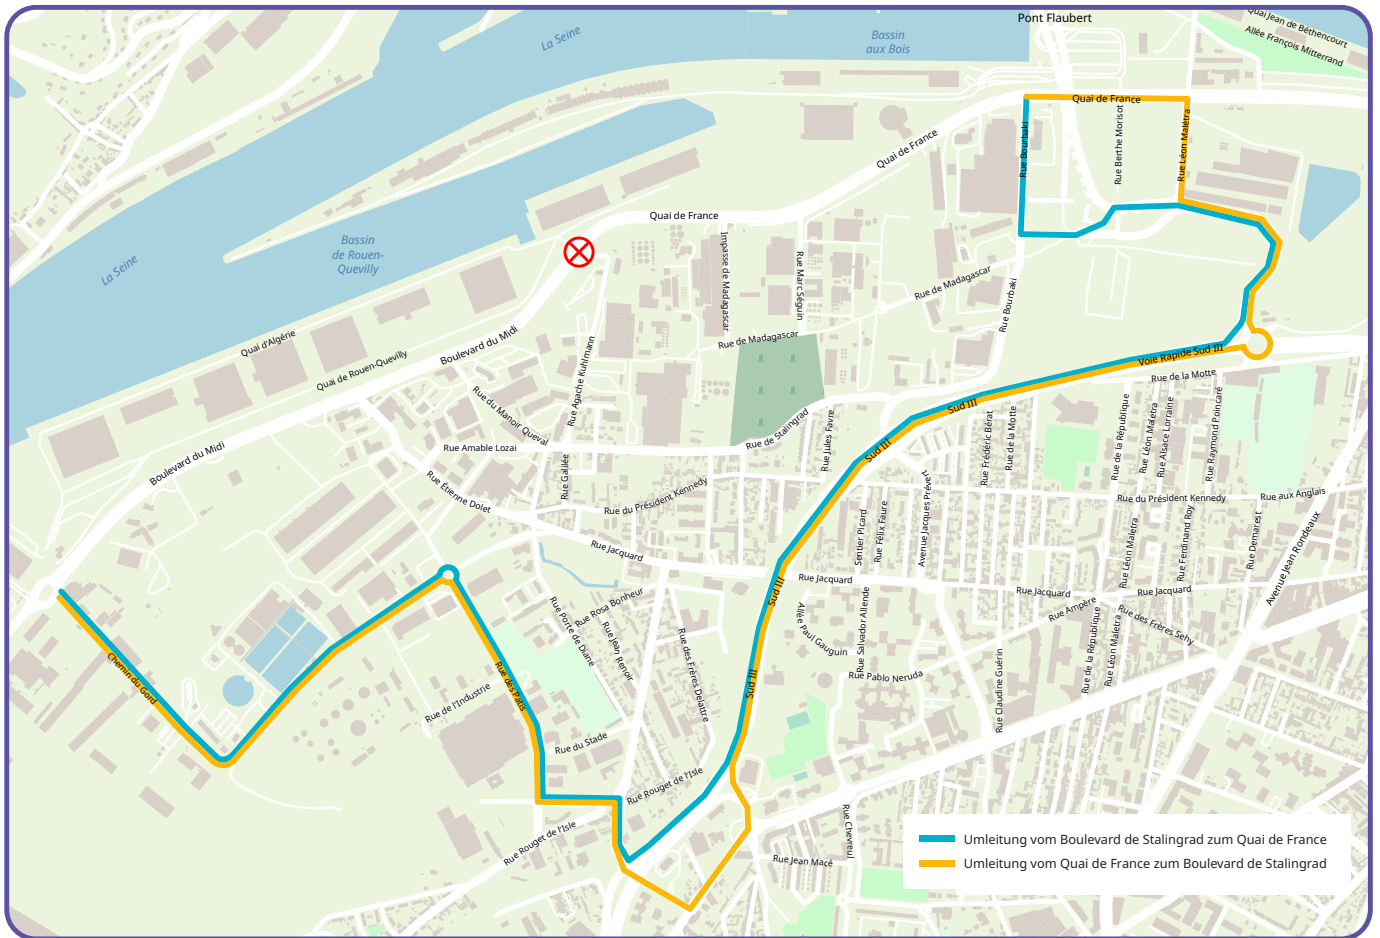 Pont Flaubert
Quai Jean de Béthencourt
Allée François Mitterrand
La Seine
Bassin
aux Bois
Quai de France
Rue Bourbaki
Rue Berthe Morisot
Rue Léon Malétra
Quai de France
Quai de France
La Seine
Bassin
de Rouen-
Quevilly
Impasse de Madagascar
Rue Marc Séguin
Rue de Madagascar
Rue Bourbaki
Quai d'Algérie
Quai de Rouen-Quevilly
Boulevard du Midi
Rue Agache Kuhlmann
Rue de Madagascar
Voie Rapide Sud III
Rue de la Motte
Rue du Manoir Queval
Rue Amable Lozai
Rue de Stalingrad
Rue Jules Favre
Sud III
Sud III
Rue Frédéric Bérat
Rue de la Motte
Rue de la République
Rue Léon Maletra
Rue Alsace Lorraine
Rue Raymond Poincaré
Boulevard du Midi
Rue Étienne Dolet
Rue Galilée
Rue du Président Kennedy
Avenue Jacques Prévert
Rue du Président Kennedy
Rue aux Anglais
Sentier Picard
Rue Félix Faure
Rue Léon Maletra
Rue Ferdinand Roy
Rue Demarest
Avenue Jean Rondeaux
Rue Jacquard
Rue Jacquard
Rue Jacquard
Rue Jacquard
Sud III
Rue Rosa Bonheur
Rue Porte de Diane
Rue Jean Renoir
Rue des Frères Delattre
Allée Paul Gauguin
Rue Salvador Allende
Rue Ampère
Rue des Frères Sehy
Rue de la République
Rue Léon Maletra
Rue Pablo Neruda
Rue Claudine Guérin
Chemin du Gord
Rue des Patis
Rue de l'Industrie
Sud III
Rue du Stade
Rue Rouget de l'Isle
Rue Rouget de l'Isle
Rue Chevreul
Rue Jean Macé
Umleitung vom Boulevard de Stalingrad zum Quai de France
Umleitung vom Quai de France zum Boulevard de Stalingrad